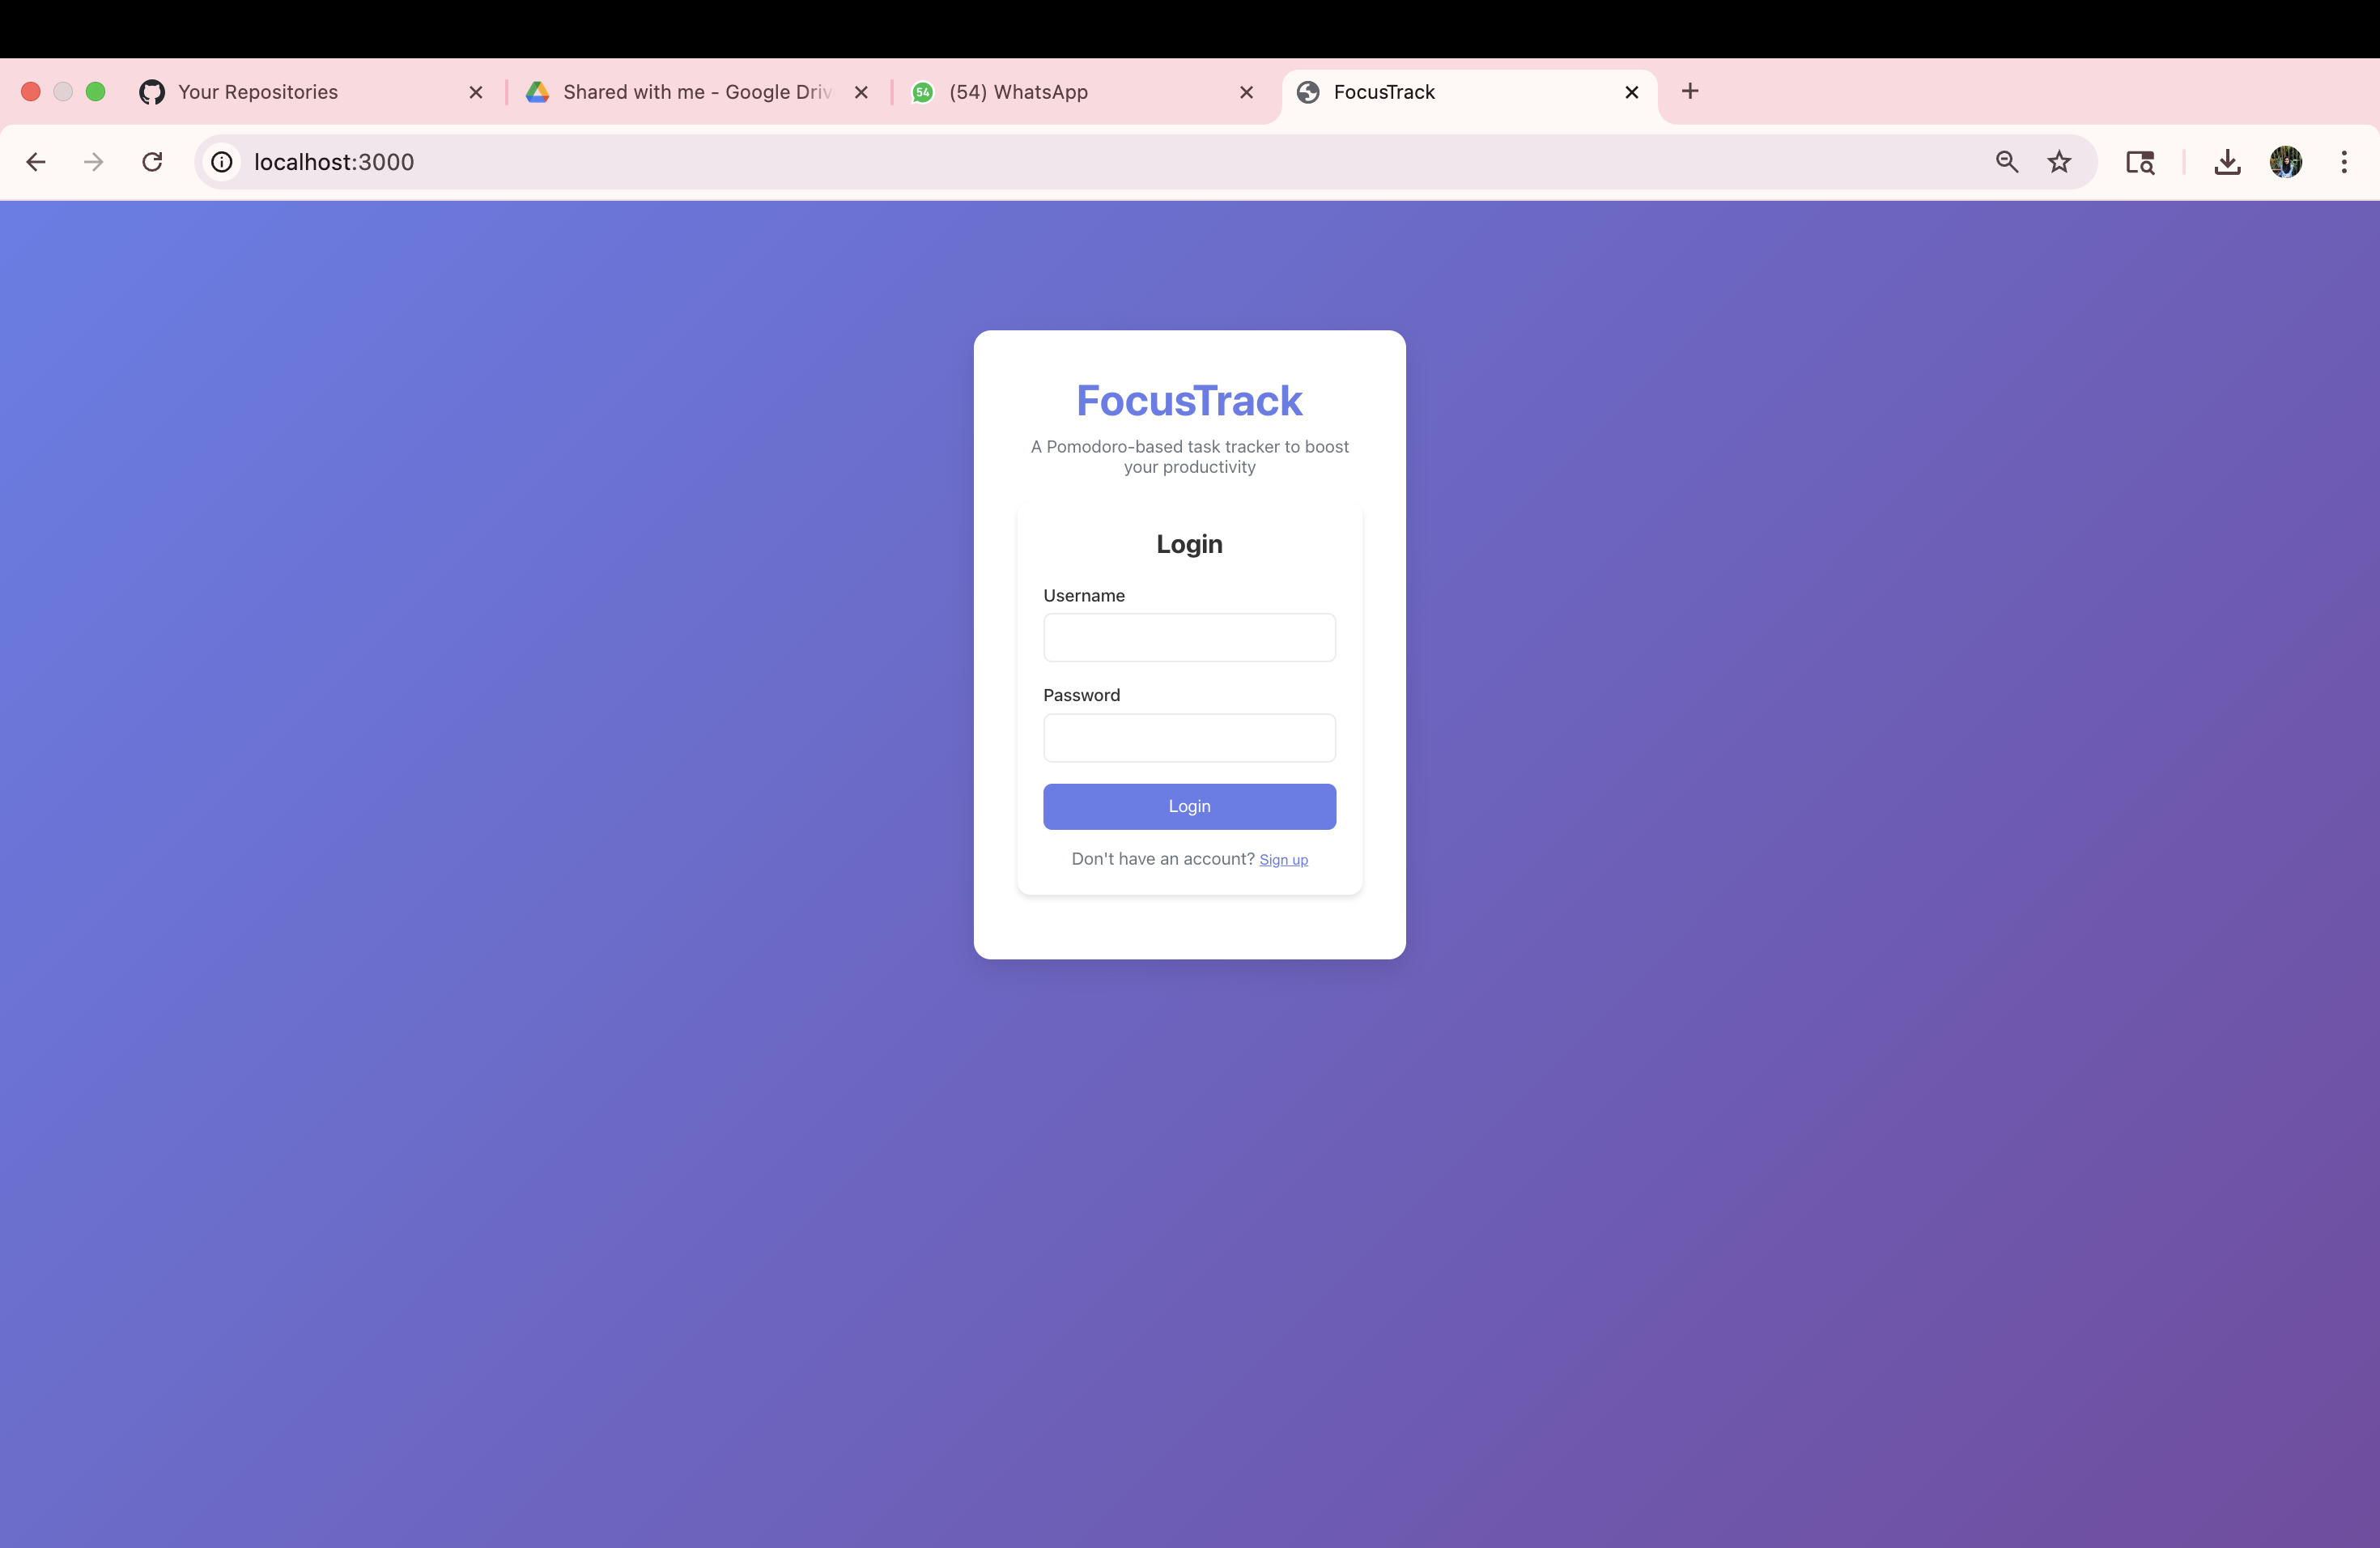 Your Repositories
Shared with me - Google Driv
54
(54) WhatsApp
FocusTrack
localhost:3000
FocusTrack
A Pomodoro-based task tracker to boost
your productivity
Login
Username
Password
Login
Don't have an account? Sign up